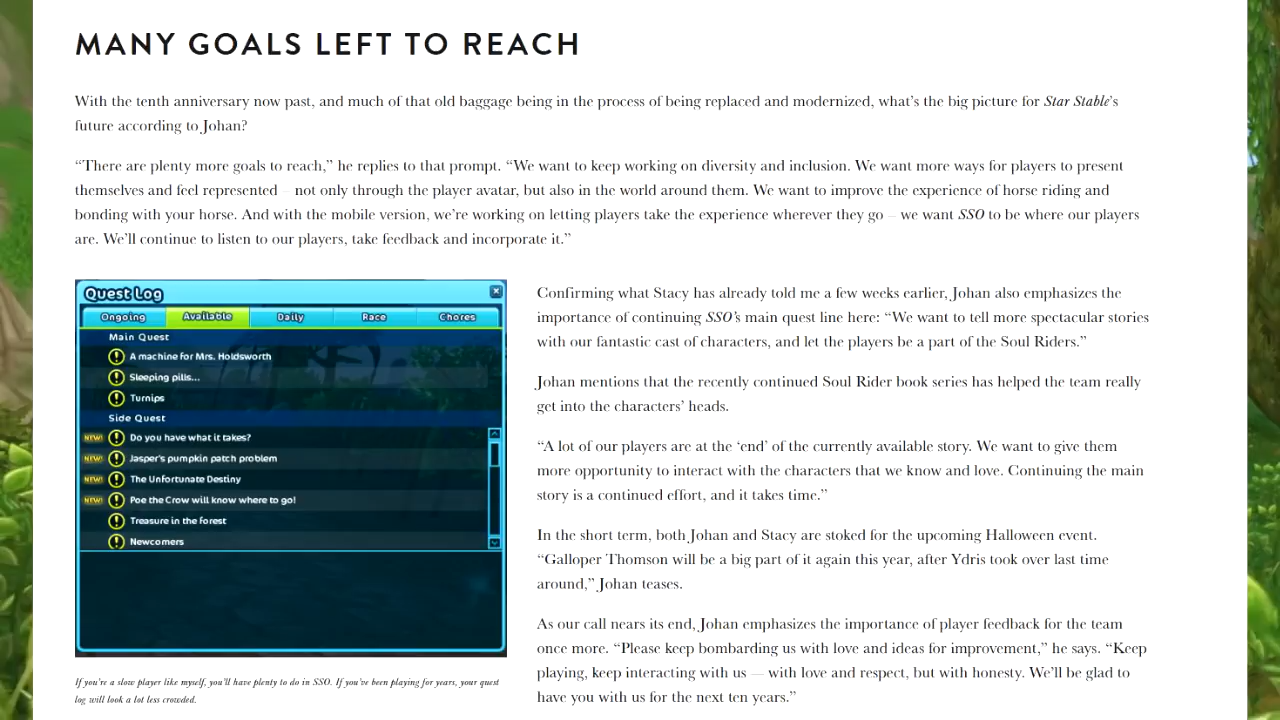 MANY GOALS LEFT TO REACH
With the tenth anniversary now past, and much of that old baggage being in the process of being replaced and modernized, what’s the big picture for Star Stable’s
future according to Johan?
“There are plenty more goals to reach,” he replies to that prompt. “We want to keep working on diversity and inclusion. We want more ways for players to present
themselves and feel represented – not only through the player avatar, but also in the world around them. We want to improve the experience of horse riding and
bonding with your horse. And with the mobile version, we’re working on letting players take the experience wherever they go – we want SSO to be where our players
are. We’ll continue to listen to our players, take feedback and incorporate it.”
Quest Log
Ongoing Available Daily Race Chores
Main Quest
A machine for Mrs. Holdsworth
Sleeping pills...
Turnips
Side Quest
NEW! Do you have what it takes?
NEW! Jasper's pumpkin patch problem
NEW! The Unfortunate Destiny
NEW! Poe the Crow will know where to go!
Treasure in the forest
Newcomers
If you’re a slow player like myself, you’ll have plenty to do in SSO. If you’ve been playing for years, your quest
log will look a lot less crowded.
Confirming what Stacy has already told me a few weeks earlier, Johan also emphasizes the
importance of continuing SSO’s main quest line here: “We want to tell more spectacular stories
with our fantastic cast of characters, and let the players be a part of the Soul Riders.”
Johan mentions that the recently continued Soul Rider book series has helped the team really
get into the characters’ heads.
“A lot of our players are at the ‘end’ of the currently available story. We want to give them
more opportunity to interact with the characters that we know and love. Continuing the main
story is a continued effort, and it takes time.”
In the short term, both Johan and Stacy are stoked for the upcoming Halloween event.
“Galloper Thomson will be a big part of it again this year, after Ydris took over last time
around,” Johan teases.
As our call nears its end, Johan emphasizes the importance of player feedback for the team
once more. “Please keep bombarding us with love and ideas for improvement,” he says. “Keep
playing, keep interacting with us — with love and respect, but with honesty. We’ll be glad to
have you with us for the next ten years.”